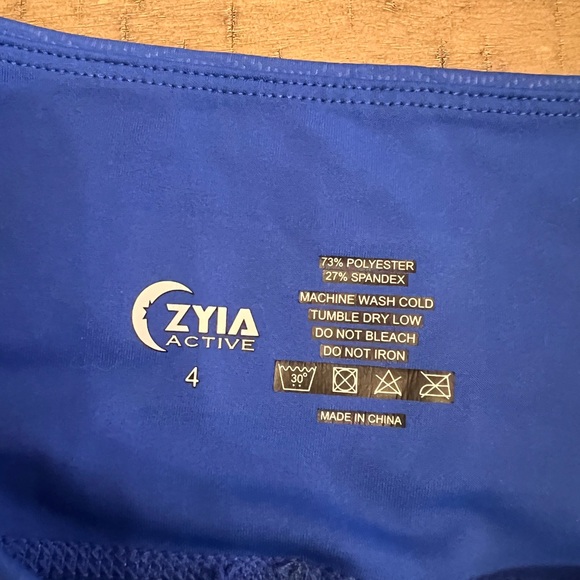 ZYIA
ACTIVE
4
73% POLYESTER
27% SPANDEX
MACHINE WASH COLD
TUMBLE DRY LOW
DO NOT BLEACH
DO NOT IRON
30°
MADE IN CHINA